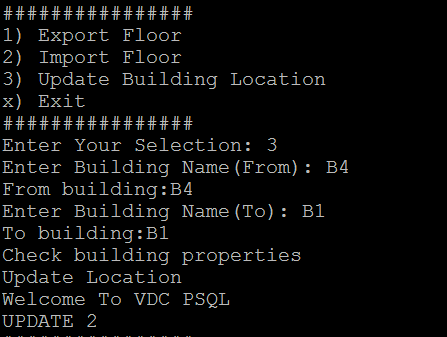 ################
1) Export Floor
2) Import Floor
3) Update Building Location
x) Exit
################
Enter Your Selection: 3
Enter Building Name(From): B4
From building:B4
Enter Building Name(To): B1
To building:B1
Check building properties
Update Location
Welcome To VDC PSQL
UPDATE 2
################